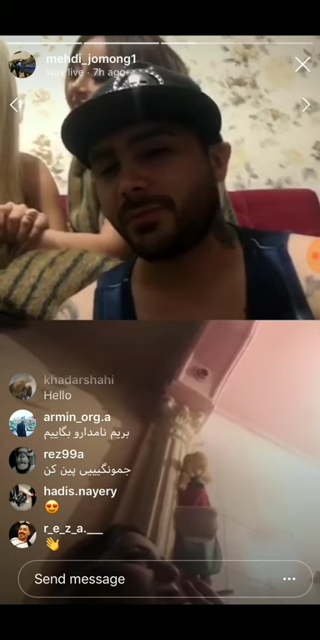 mehdi_jomong1
was live · 7h ago
khadarshahi
Hello
armin_org.a
بریم نامدارو بگاییم
rez99a
جمونگیییی پین کن
hadis.nayery
😍
r_e_z_a.___
👋
Send message